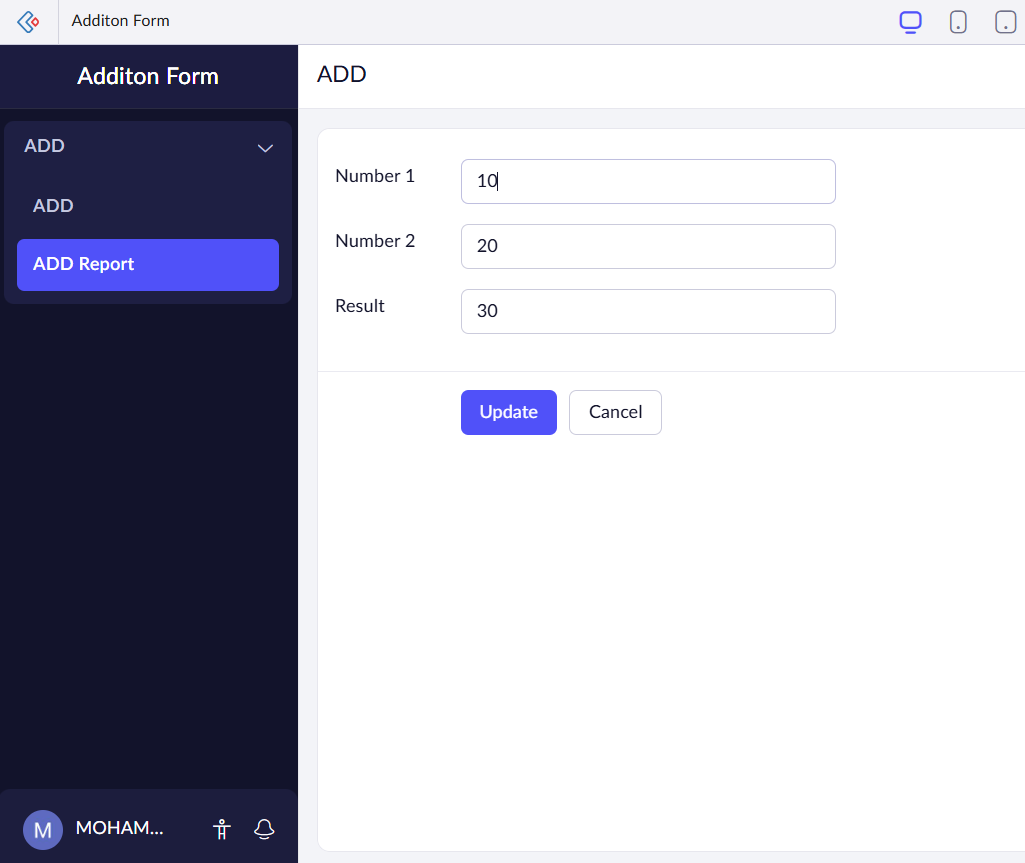 Additon Form
Additon Form
ADD
ADD
ADD
ADD Report
Number 1
10
Number 2
20
Result
30
Update
Cancel
M
MOHAM...